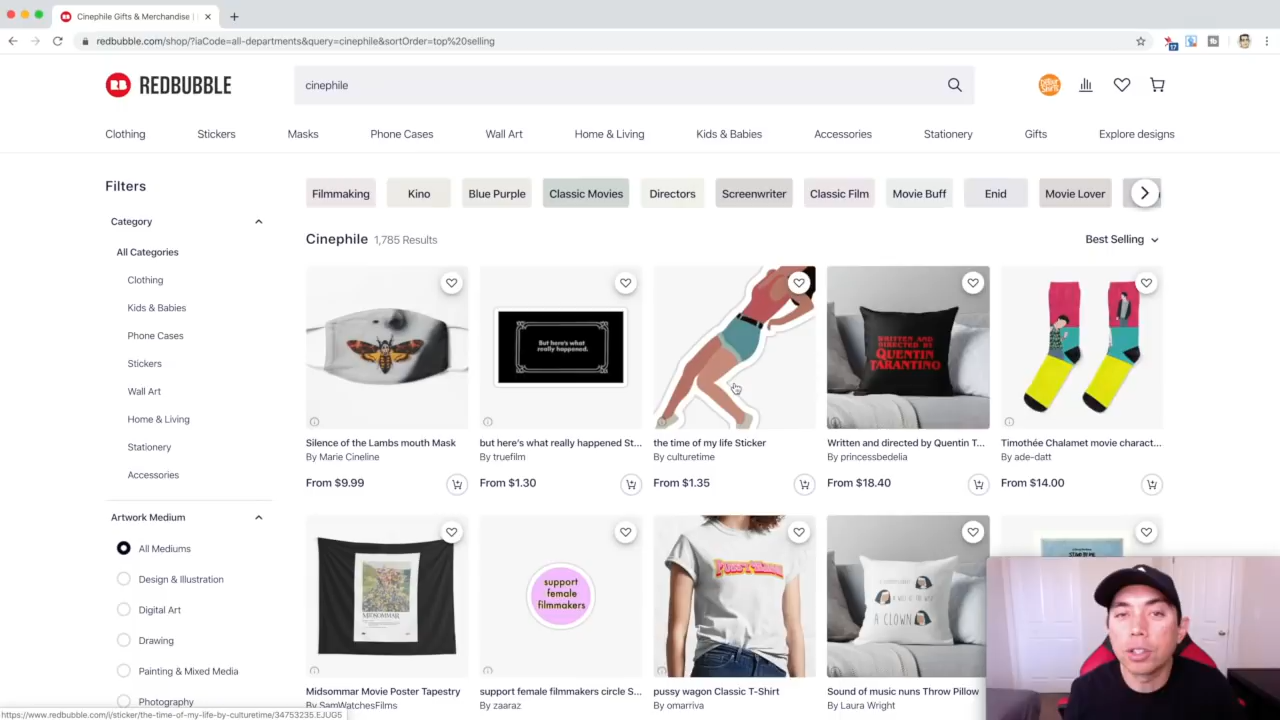 Cinephile Gifts & Merchandise |
redbubble.com/shop/?iaCode=all-departments&query=cinephile&sortOrder=top%20selling
17
RB REDBUBBLE
cinephile
Clothing
Stickers
Masks
Phone Cases
Wall Art
Home & Living
Kids & Babies
Accessories
Stationery
Gifts
Explore designs
Filters
Filmmaking
Kino
Blue Purple
Classic Movies
Directors
Screenwriter
Classic Film
Movie Buff
Enid
Movie Lover
Category
Cinephile 1,785 Results
Best Selling
All Categories
Clothing
Kids & Babies
Phone Cases
Stickers
Wall Art
Home & Living
Stationery
Accessories
But here's what
really happened.
WRITTEN AND
DIRECTED BY
QUENTIN
TARANTINO
Silence of the Lambs mouth Mask
By Marie Cineline
From $9.99
but here's what really happened St...
By truefilm
From $1.30
the time of my life Sticker
By culturetime
From $1.35
Written and directed by Quentin T...
By princessbedelia
From $18.40
Timothée Chalamet movie charact...
By ade-datt
From $14.00
Artwork Medium
All Mediums
Design & Illustration
Digital Art
Drawing
Painting & Mixed Media
Photography
MIDSOMMAR
support
female
filmmakers
A CLOWN
STAND BY ME
Midsommar Movie Poster Tapestry
By SamWatchesFilms
support female filmmakers circle S...
By zaaraz
pussy wagon Classic T-Shirt
By omarriva
Sound of music nuns Throw Pillow
By Laura Wright
https://www.redbubble.com/i/sticker/the-time-of-my-life-by-culturetime/34753235.EJUG5